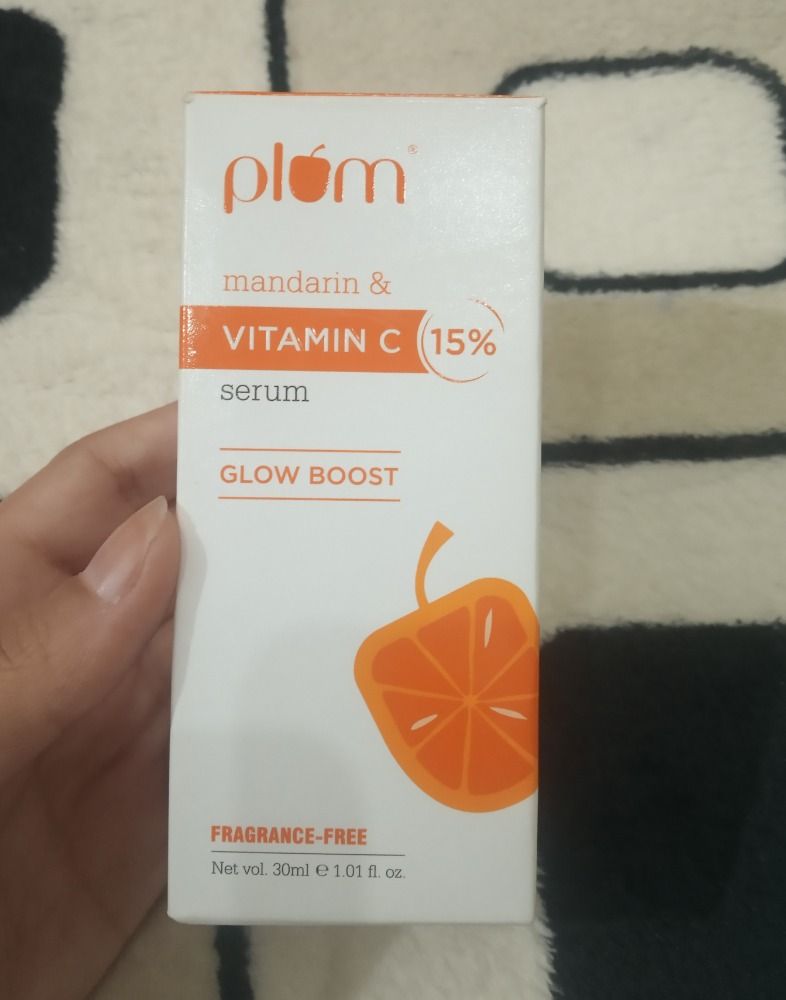 plum®
mandarin &
VITAMIN C 15%
serum
GLOW BOOST
FRAGRANCE-FREE
Net vol. 30ml ℮ 1.01 fl. oz.